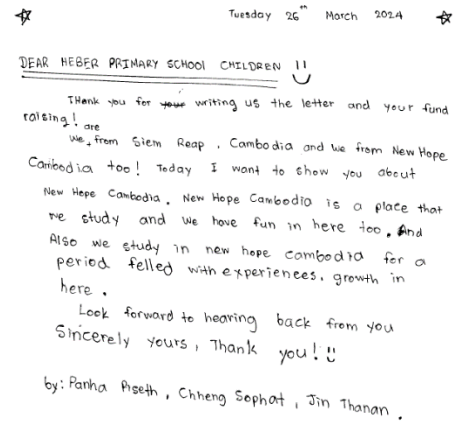 Tuesday 26th March 2024
DEAR HEBER PRIMARY SCHOOL CHILDREN
Thank you for your writing us the letter and your fund
raising!
We are from Siem Reap, Cambodia and we from New Hope
Cambodia too! Today I want to show you about
New Hope Cambodia. New Hope Cambodia is a place that
we study and we have fun in here too. And
Also we study in new hope cambodia for a
period felled with experiences, growth in
here.
Look forward to hearing back from you
Sincerely yours, Thank you!
by: Panha Piseth, Chheng Sophat, Jin Thanan.